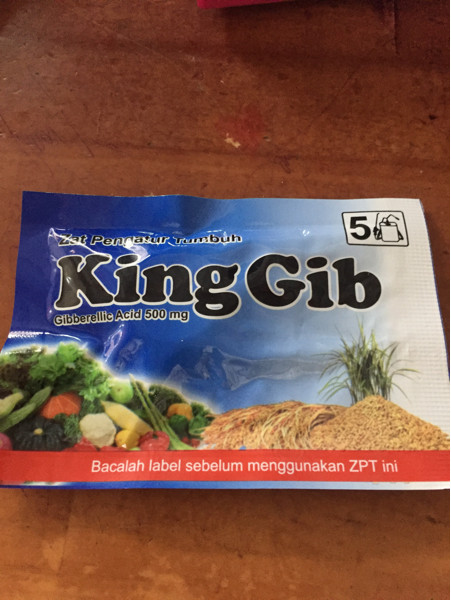 Zat Pengatur Tumbuh
5
King Gib
Gibberellic Acid 500 mg
Bacalah label sebelum menggunakan ZPT ini